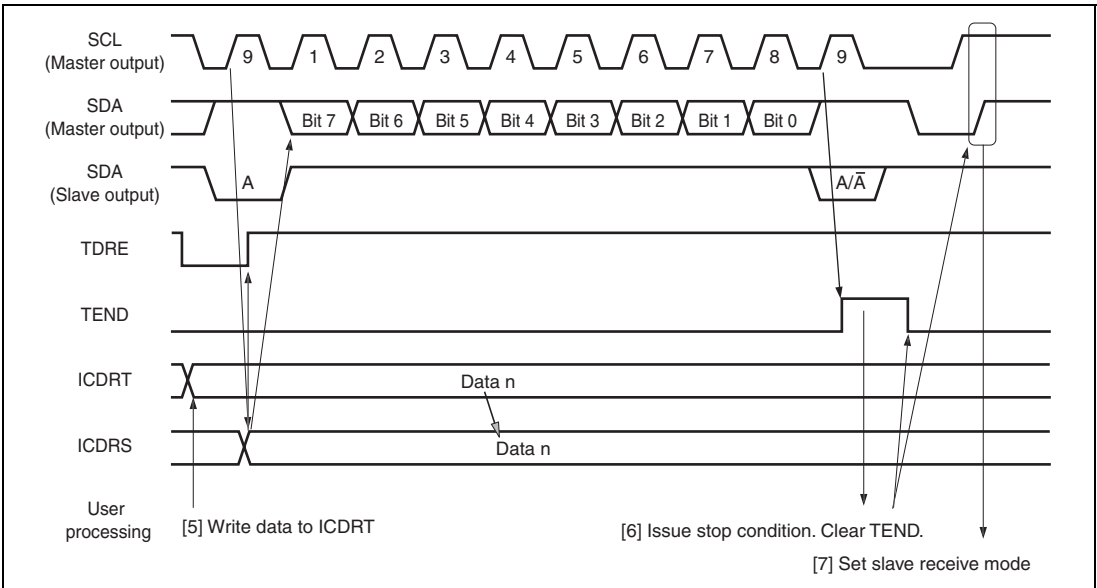 SCL
(Master output)
9 1 2 3 4 5 6 7 8 9
SDA
(Master output)
Bit 7 Bit 6 Bit 5 Bit 4 Bit 3 Bit 2 Bit 1 Bit 0
SDA
(Slave output)
A A/A̅
TDRE
TEND
ICDRT
Data n
ICDRS
Data n
User
processing
[5] Write data to ICDRT
[6] Issue stop condition. Clear TEND.
[7] Set slave receive mode